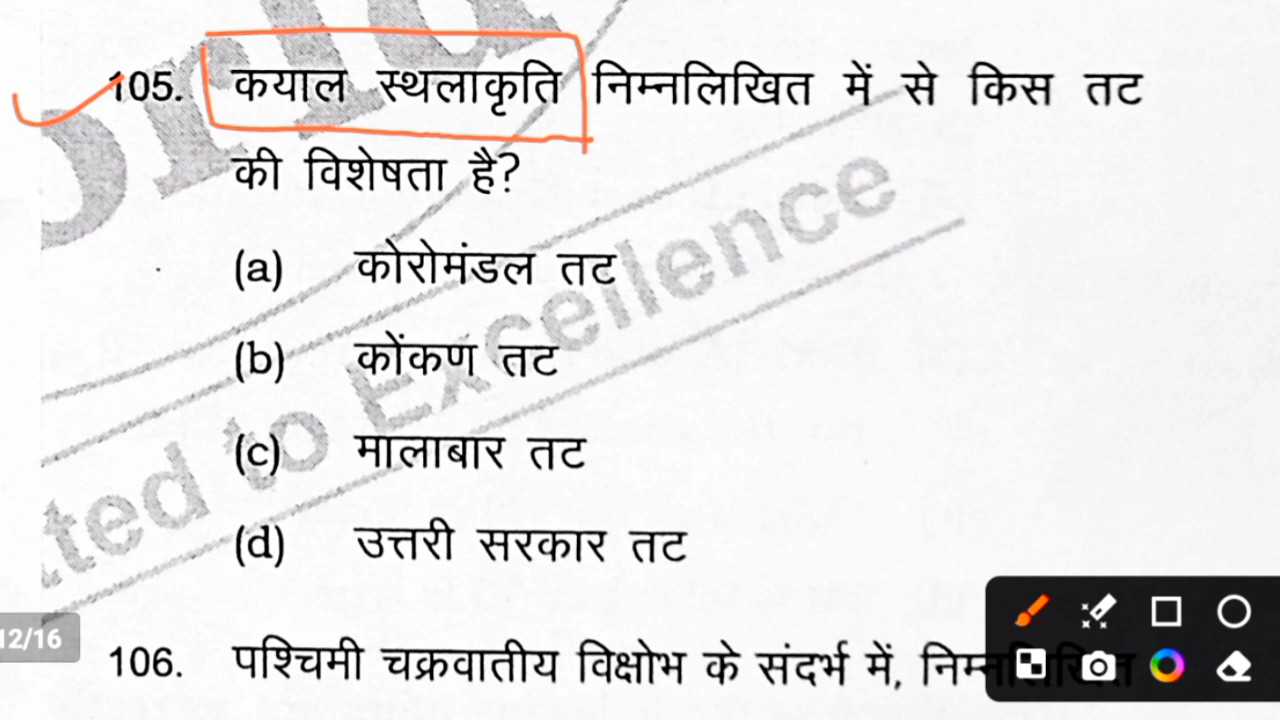 105. कयाल स्थलाकृति निम्नलिखित में से किस तट
की विशेषता है?
(a) कोरोमंडल तट
(b) कोंकण तट
(c) मालाबार तट
(d) उत्तरी सरकार तट
12/16
106. पश्चिमी चक्रवातीय विक्षोभ के संदर्भ में, निम्नलिखित
ted to Excellence